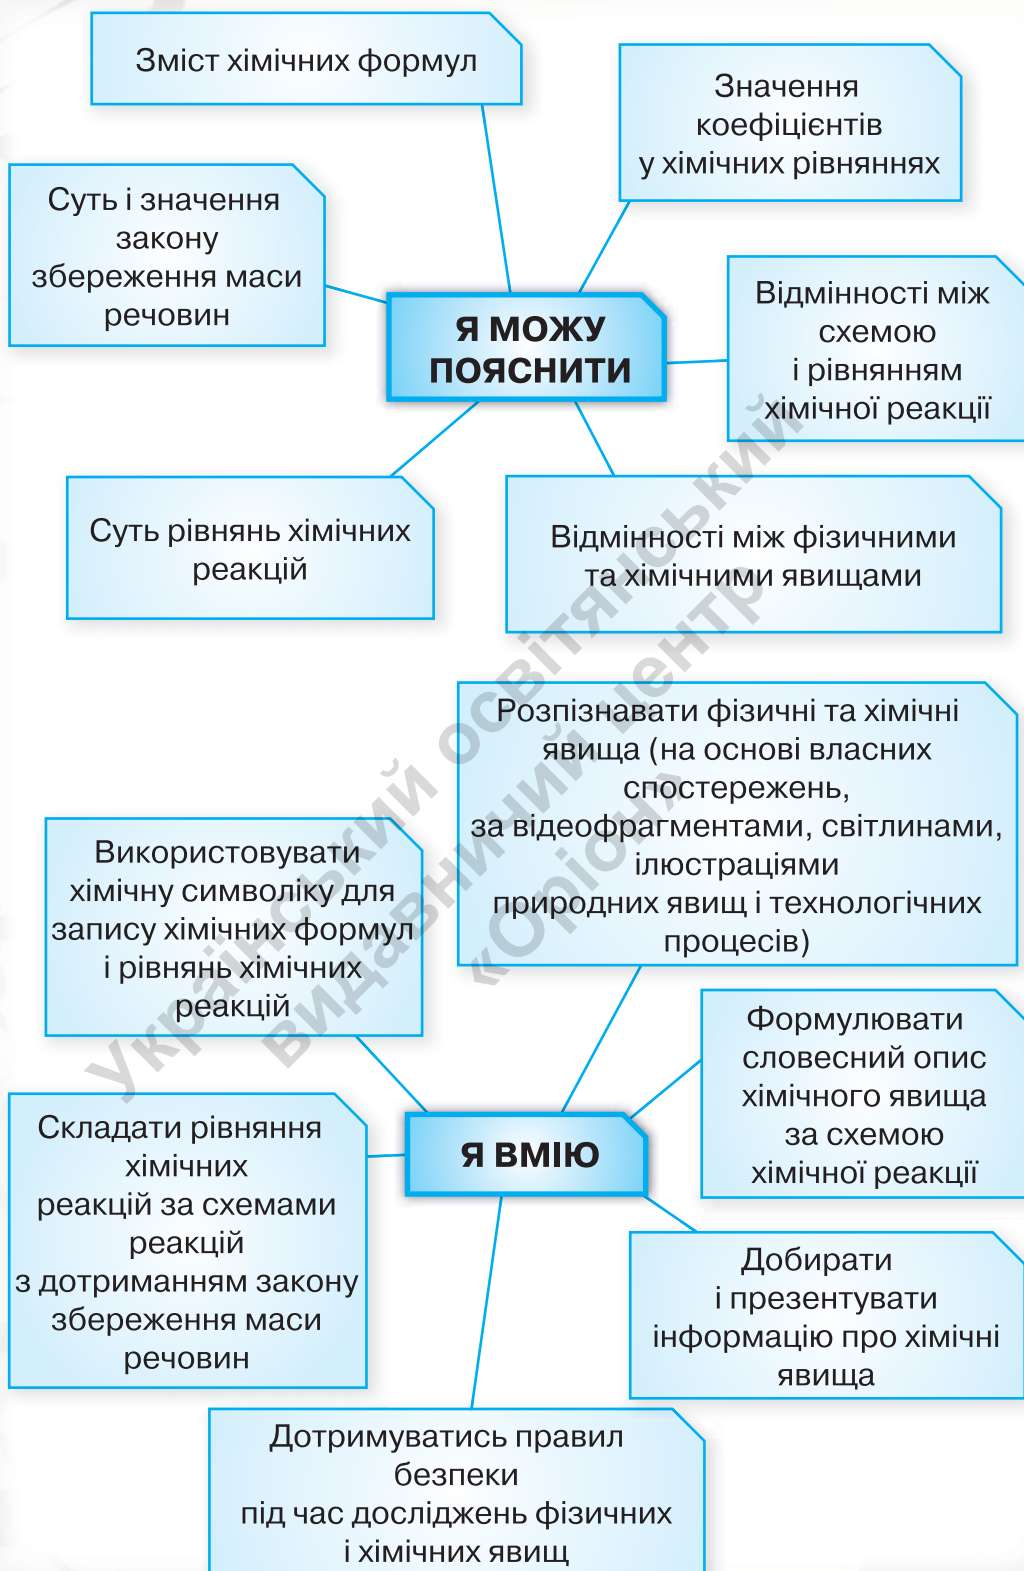 Зміст хімічних формул
Значення
коефіцієнтів
у хімічних рівняннях
Суть і значення
закону
збереження маси
речовин
Відмінності між
схемою
і рівнянням
хімічної реакції
Я МОЖУ
ПОЯСНИТИ
Суть рівнянь хімічних
реакцій
Відмінності між фізичними
та хімічними явищами
Розпізнавати фізичні та хімічні
явища (на основі власних
спостережень,
за відеофрагментами, світлинами,
ілюстраціями
природних явищ і технологічних
процесів)
Використовувати
хімічну символіку для
запису хімічних формул
і рівнянь хімічних
реакцій
Формулювати
словесний опис
хімічного явища
за схемою
хімічної реакції
Складати рівняння
хімічних
реакцій за схемами
реакцій
з дотриманням закону
збереження маси
речовин
Я ВМІЮ
Добирати
і презентувати
інформацію про хімічні
явища
Дотримуватись правил
безпеки
під час досліджень фізичних
і хімічних явищ
Український освітянський
видавничий центр
«Оріон»